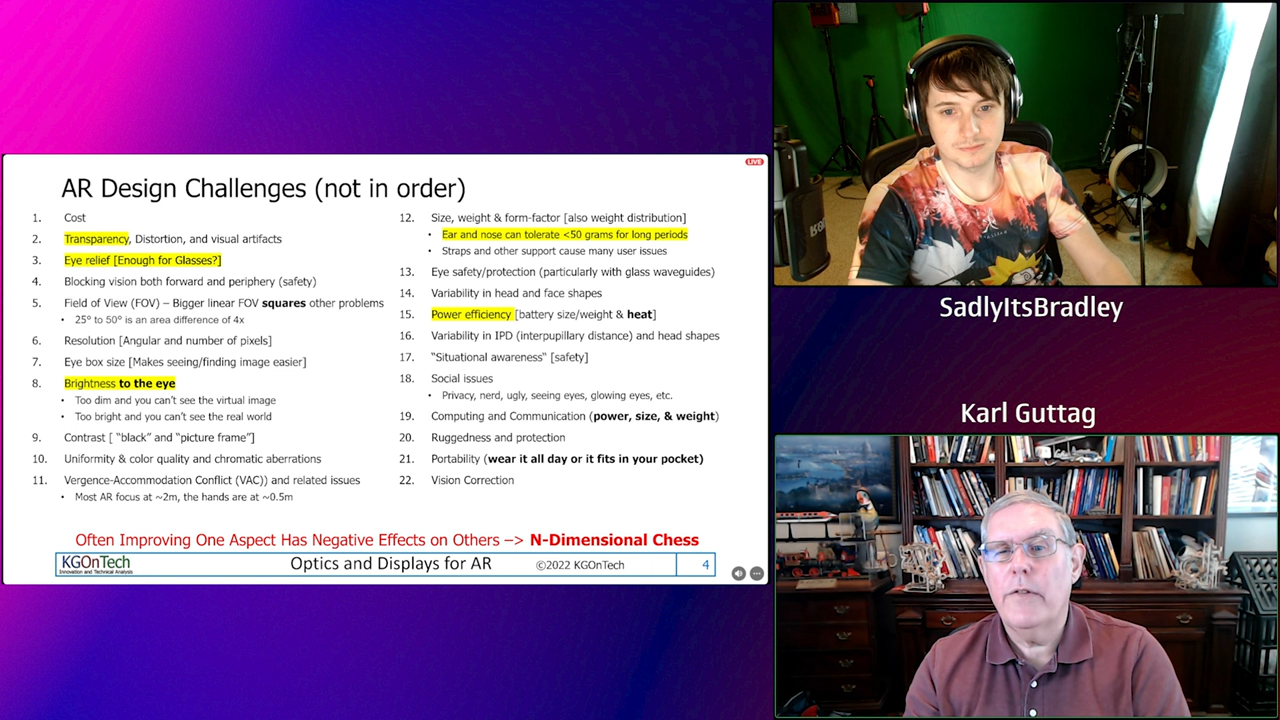 LIVE
AR Design Challenges (not in order)
1. Cost
2. Transparency, Distortion, and visual artifacts
3. Eye relief [Enough for Glasses?]
4. Blocking vision both forward and periphery (safety)
5. Field of View (FOV) – Bigger linear FOV squares other problems
• 25° to 50° is an area difference of 4x
6. Resolution [Angular and number of pixels]
7. Eye box size [Makes seeing/finding image easier]
8. Brightness to the eye
• Too dim and you can't see the virtual image
• Too bright and you can't see the real world
9. Contrast [ "black" and "picture frame"]
10. Uniformity & color quality and chromatic aberrations
11. Vergence-Accommodation Conflict (VAC)) and related issues
• Most AR focus at ~2m, the hands are at ~0.5m
12. Size, weight & form-factor [also weight distribution]
• Ear and nose can tolerate <50 grams for long periods
• Straps and other support cause many user issues
13. Eye safety/protection (particularly with glass waveguides)
14. Variability in head and face shapes
15. Power efficiency [battery size/weight & heat]
16. Variability in IPD (interpupillary distance) and head shapes
17. "Situational awareness" [safety]
18. Social issues
• Privacy, nerd, ugly, seeing eyes, glowing eyes, etc.
19. Computing and Communication (power, size, & weight)
20. Ruggedness and protection
21. Portability (wear it all day or it fits in your pocket)
22. Vision Correction
Often Improving One Aspect Has Negative Effects on Others –> N-Dimensional Chess
KGOnTech
Innovation and Technical Analysis
Optics and Displays for AR
©2022 KGOnTech
4
SadlyItsBradley
Karl Guttag